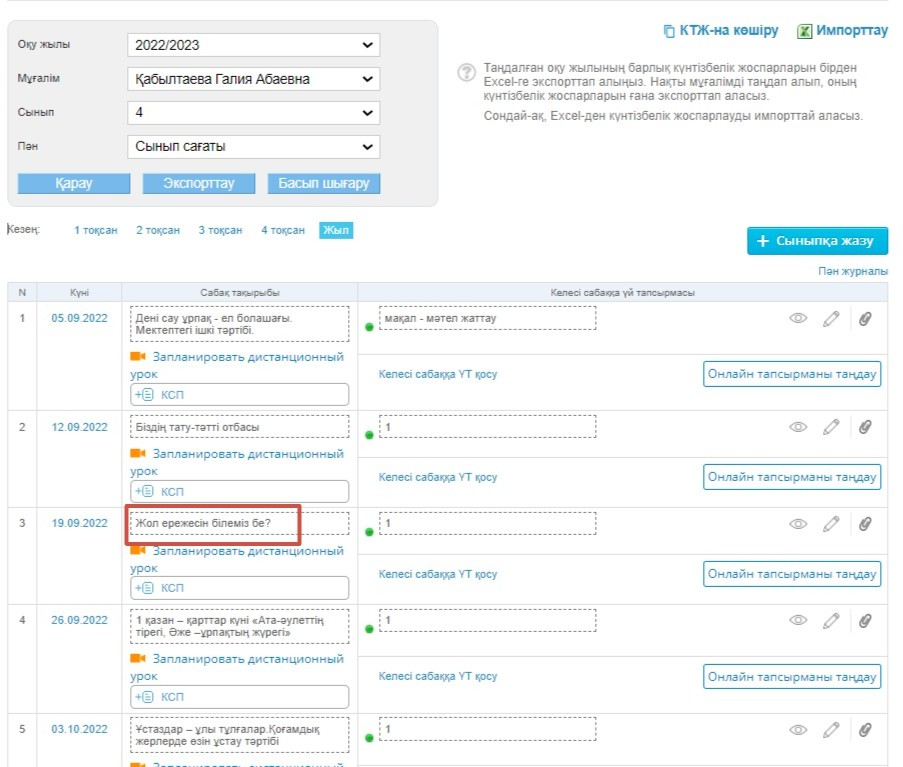 Оқу жылы
2022/2023
Мұғалім
Қабылтаева Галия Абаевна
Сынып
4
Пән
Сынып сағаты
Қарау
Экспорттау
Басып шығару
КТЖ-на көшіру
Импорттау
Таңдалған оқу жылының барлық күнтізбелік жоспарларын бірден
Excel-ге экспорттап алыңыз. Нақты мұғалімді таңдап алып, оның
күнтізбелік жоспарларын ғана экспорттап аласыз.
Сондай-ақ, Excel-ден күнтізбелік жоспарлауды импорттай аласыз.
Кезең:
1 тоқсан
2 тоқсан
3 тоқсан
4 тоқсан
Жыл
+ Сыныпқа жазу
Пән журналы
N
Күні
Сабақ тақырыбы
Келесі сабаққа үй тапсырмасы
1
05.09.2022
Дені сау ұрпақ - ел болашағы.
Мектептегі ішкі тәртібі.
Запланировать дистанционный
урок
КСП
мақал - мәтел жаттау
Келесі сабаққа ҮТ қосу
Онлайн тапсырманы таңдау
2
12.09.2022
Біздің тату-тәтті отбасы
Запланировать дистанционный
урок
КСП
1
Келесі сабаққа ҮТ қосу
Онлайн тапсырманы таңдау
3
19.09.2022
Жол ережесін білеміз бе?
Запланировать дистанционный
урок
КСП
1
Келесі сабаққа ҮТ қосу
Онлайн тапсырманы таңдау
4
26.09.2022
1 қазан – қарттар күні «Ата-әулеттің
тірегі, Әже –ұрпақтың жүрегі»
Запланировать дистанционный
урок
КСП
1
Келесі сабаққа ҮТ қосу
Онлайн тапсырманы таңдау
5
03.10.2022
Ұстаздар – ұлы тұлғалар.Қоғамдық
жерлерде өзін ұстау тәртібі
1